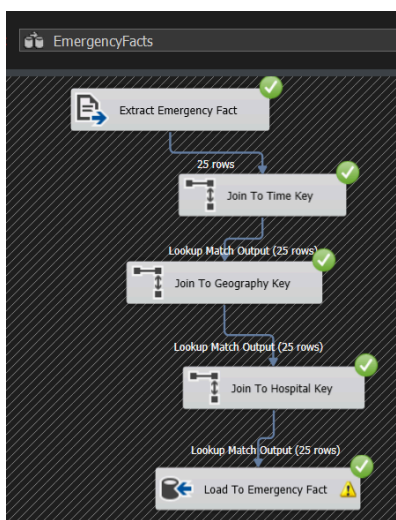 EmergencyFacts
Extract Emergency Fact
25 rows
Join To Time Key
Lookup Match Output (25 rows)
Join To Geography Key
Lookup Match Output (25 rows)
Join To Hospital Key
Lookup Match Output (25 rows)
Load To Emergency Fact